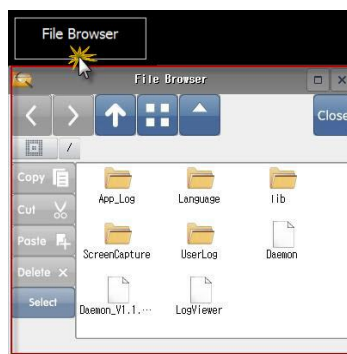 File Browser
File Browser
Close
/
Copy
App_Log Language lib
Cut
Paste
ScreenCapture UserLog Daemon
Delete
Select
Daemon_V1.1.… LogViewer